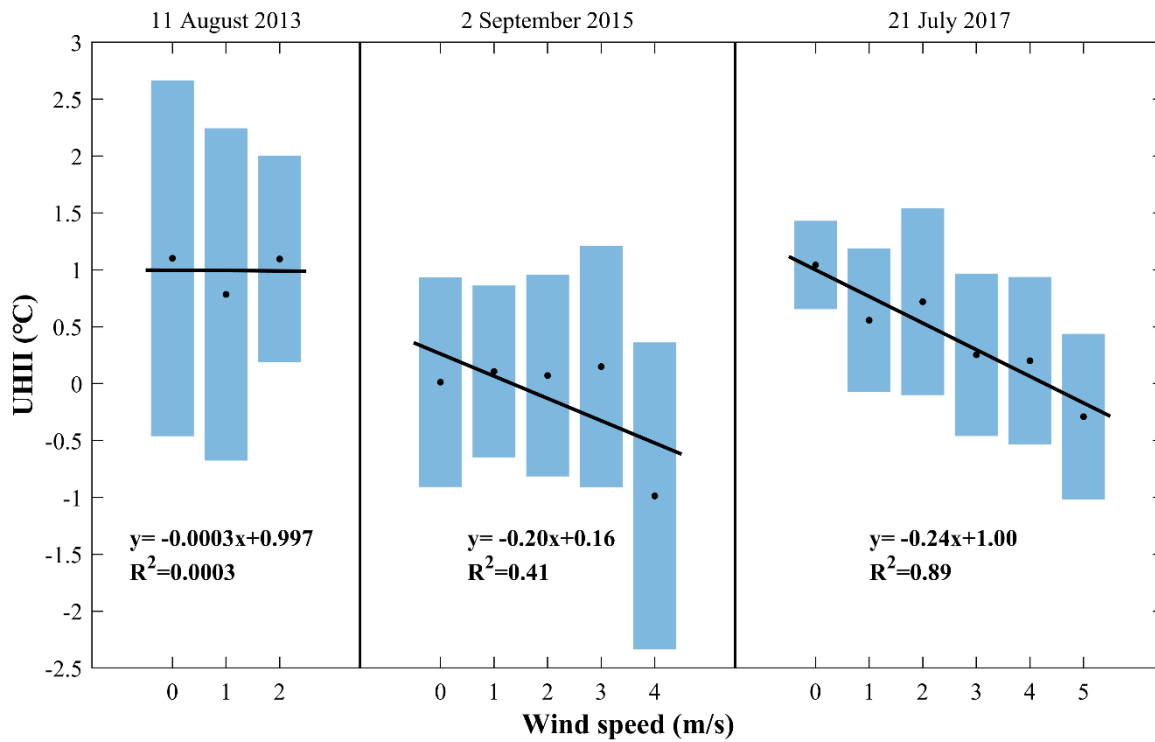 11 August 2013
2 September 2015
21 July 2017
UHII (°C)
3
2.5
2
1.5
1
0.5
0
-0.5
-1
-1.5
-2
-2.5
y= -0.0003x+0.997
R²=0.0003
y= -0.20x+0.16
R²=0.41
y= -0.24x+1.00
R²=0.89
0 1 2 0 1 2 3 4 0 1 2 3 4 5
Wind speed (m/s)